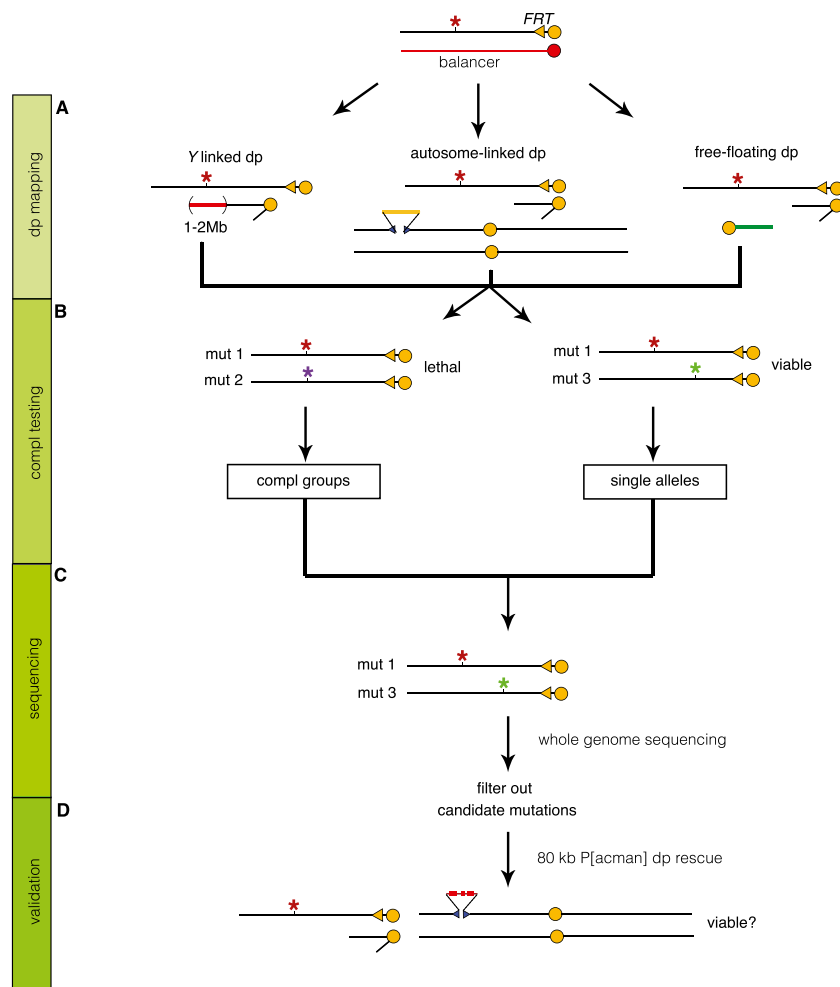 FRT
balancer
A
dp mapping
Y linked dp
autosome-linked dp
free-floating dp
1-2Mb
B
compl testing
mut 1
mut 2
lethal
mut 1
mut 3
viable
compl groups
single alleles
C
sequencing
mut 1
mut 3
whole genome sequencing
filter out
candidate mutations
D
validation
80 kb P[acman] dp rescue
viable?